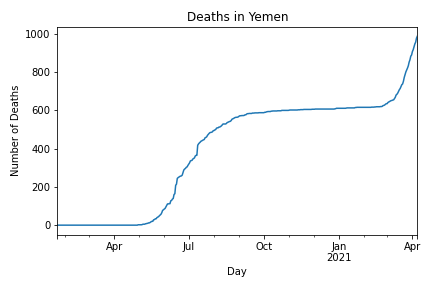 Deaths in Yemen
Number of Deaths
1000
800
600
400
200
0
Apr
Jul
Oct
Jan
2021
Apr
Day